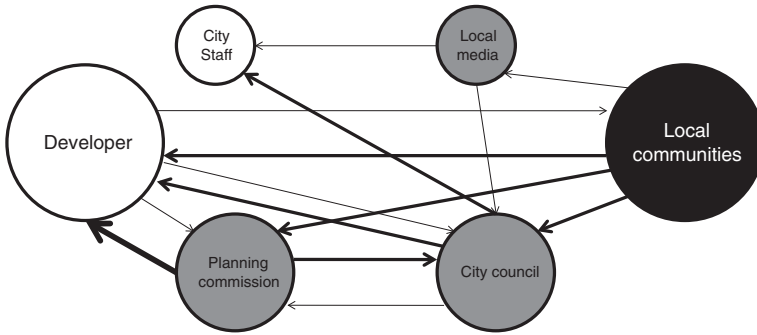 City
Staff
Local
media
Developer
Local
communities
Planning
commission
City council